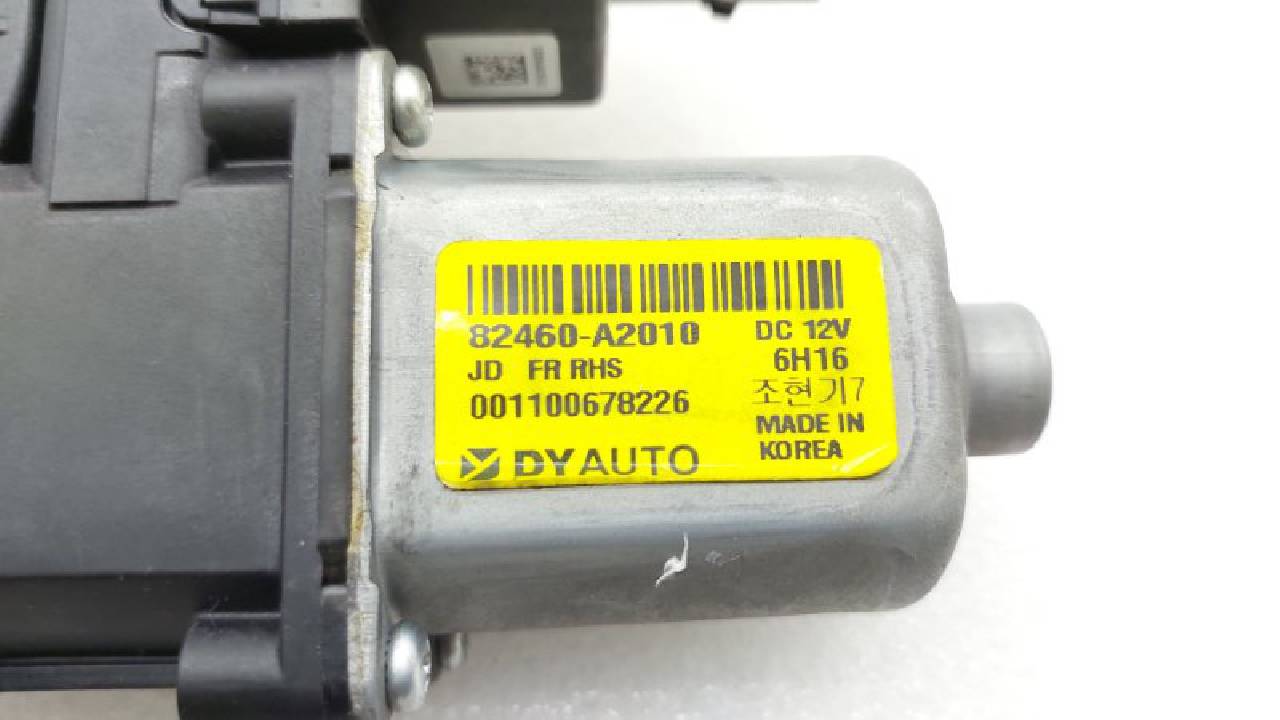 82460-A2010 DC 12V
JD FR RHS 6H16
001100678226 조현기7
DYAUTO MADE IN
KOREA